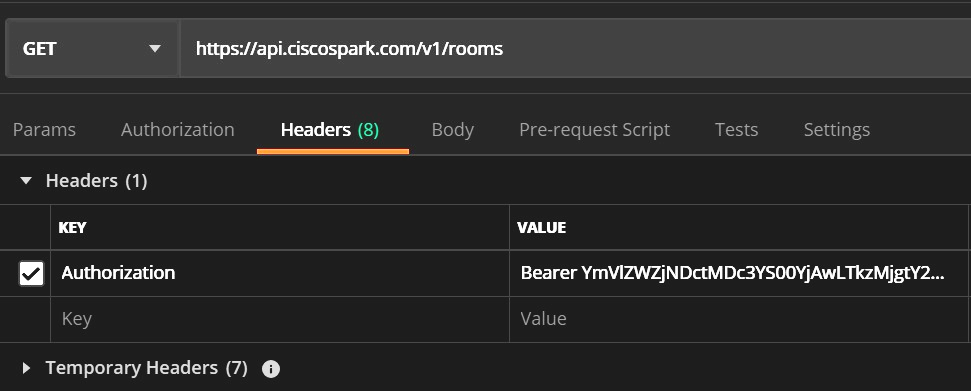 GET https://api.ciscospark.com/v1/rooms
Params Authorization Headers (8) Body Pre-request Script Tests Settings
Headers (1)
KEY VALUE
Authorization Bearer YmVlZWZjNDctMDc3YS00YjAwLTkzMjgtY2...
Key Value
Temporary Headers (7) i